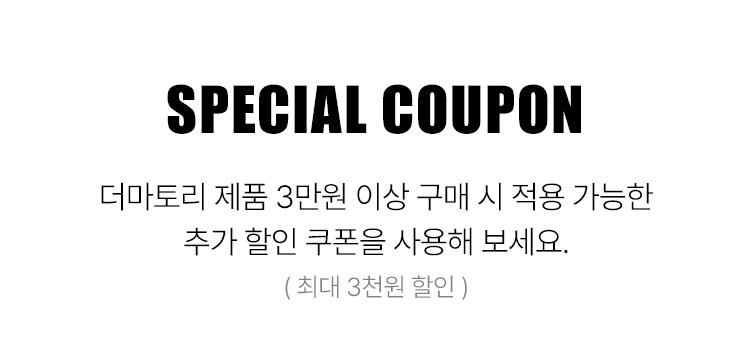 SPECIAL COUPON
더마토리 제품 3만원 이상 구매 시 적용 가능한
추가 할인 쿠폰을 사용해 보세요.
( 최대 3천원 할인 )